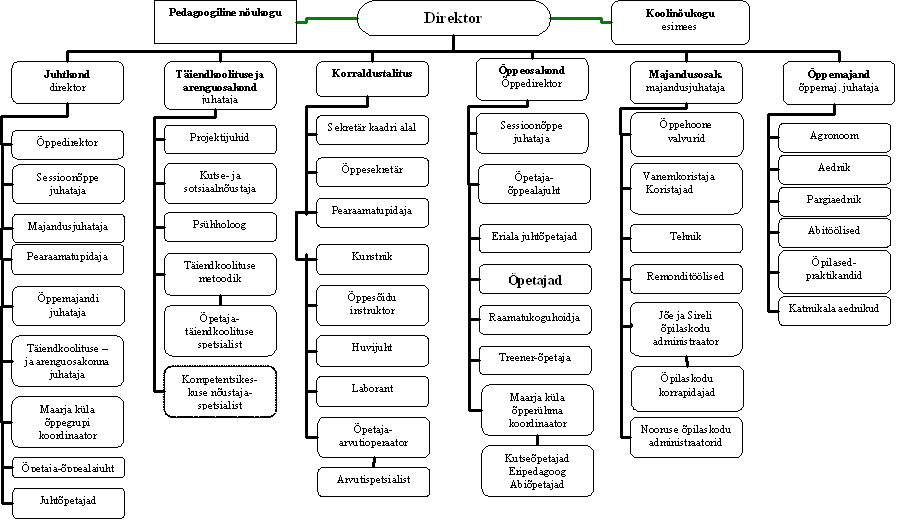 Pedagoogiline nõukogu
Direktor
Koolinõukogu
esimees
Juhtkond
direktor
Õppedirektor
Sessioonõppe
juhataja
Majandusjuhataja
Pearaamatupidaja
Õppemajandi
juhataja
Täiendkoolituse –
ja arenguosakonna
juhataja
Maarja küla
õppegrupi
koordinaator
Õpetaja-õppealajuht
Juhtõpetajad
Täiendkoolituse ja
arenguosakond
juhataja
Projektijuhid
Kutse- ja
sotsiaalnõustaja
Psühholoog
Täiendkoolituse
metoodik
Õpetaja-
täiendkoolituse
spetsialist
Kompetentsikes-
kuse nõustaja-
spetsialist
Korraldustalitus
Sekretär kaadri alal
Õppesekretär
Pearaamatupidaja
Kunstnik
Õppesõidu
instruktor
Huvijuht
Laborant
Õpetaja-
arvutioperaator
Arvutispetsialist
Õppeosakond
Õppedirektor
Sessioonõppe
juhataja
Õpetaja-
õppealajuht
Eriala juhtõpetajad
Õpetajad
Raamatukoguhoidja
Treener-õpetaja
Maarja küla
õpperühma
koordinaator
Kutseõpetajad
Eripedagoog
Abiõpetajad
Majandusosak.
majandusjuhataja
Õppehoone
valvurid
Vanemkoristaja
Koristajad
Tehnik
Remonditöölised
Jõe ja Sireli
õpilaskodu
administraator
Õpilaskodu
korrapidajad
Nooruse õpilaskodu
administraatorid
Õppemajand
õppemaj. juhataja
Agronoom
Aednik
Pargiaednik
Abitöölised
Õpilased-
praktikandid
Katmikala aednikud